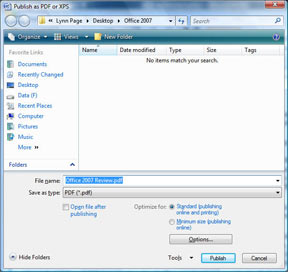 Publish as PDF or XPS
Lynn Page Desktop Office 2007 Search
Organize Views New Folder
Favorite Links
Name Date modified Type Size Tags
No items match your search.
Documents
Recently Changed
Desktop
Data (F)
Recent Places
Computer
Pictures
Music
More »
Folders
File name: Office 2007 Review.pdf
Save as type: PDF (*.pdf)
Open file after publishing
Optimize for: Standard (publishing online and printing)
Minimum size (publishing online)
Options...
Hide Folders Tools Publish Cancel